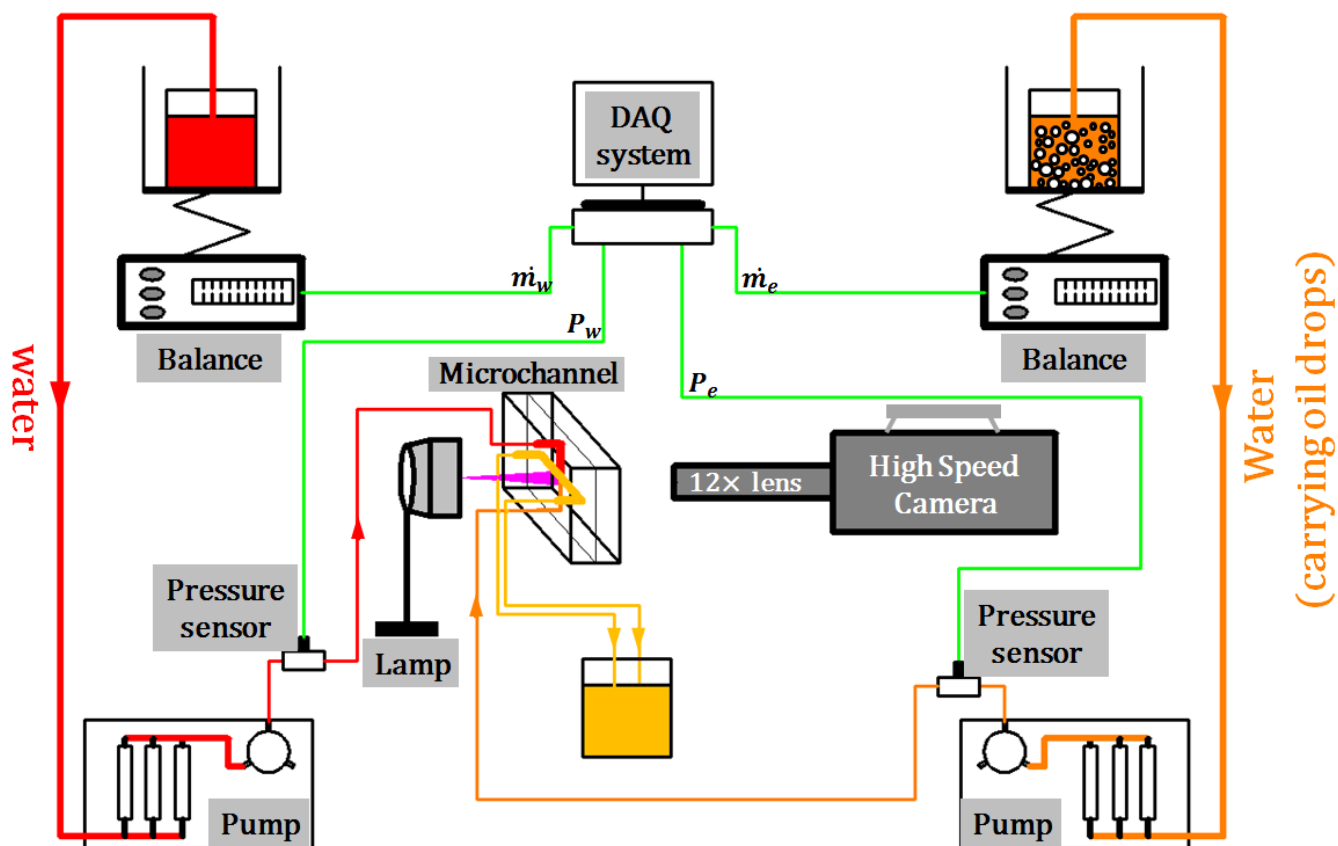 DAQ
system
ṁw
ṁe
Pw
Pe
Balance
Balance
Microchannel
water
Water
(carrying oil drops)
12× lens
High Speed
Camera
Pressure
sensor
Lamp
Pressure
sensor
Pump
Pump